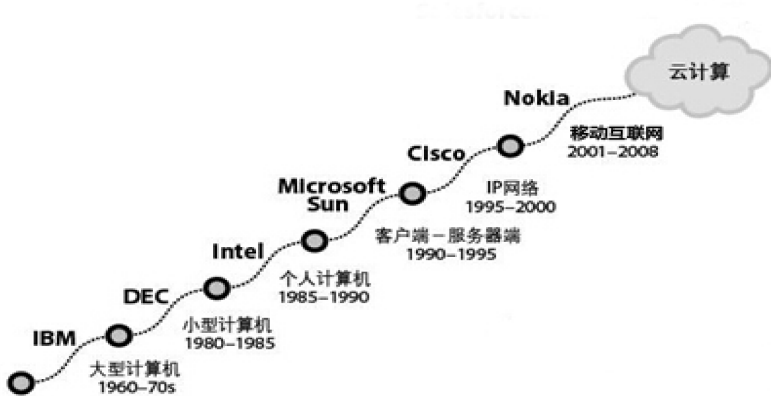 云计算
Nokia
移动互联网
2001–2008
Cisco
IP网络
1995–2000
Microsoft
Sun
客户端－服务器端
1990–1995
Intel
个人计算机
1985–1990
DEC
小型计算机
1980–1985
IBM
大型计算机
1960–70s